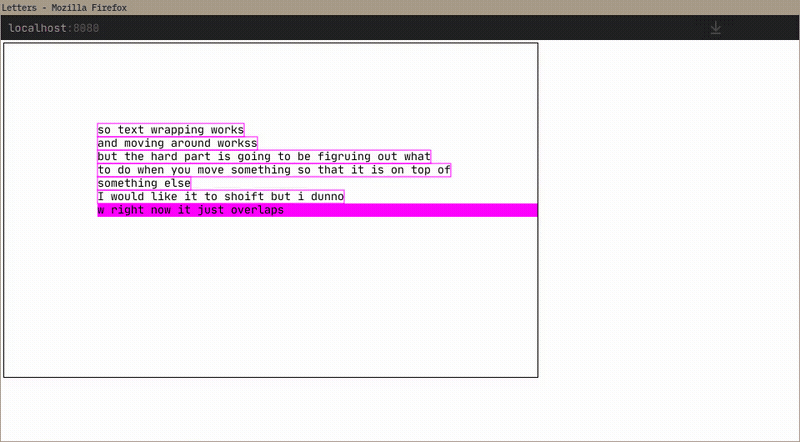 Letters - Mozilla Firefox
localhost:8080
so text wrapping works
and moving around workss
but the hard part is going to be figruing out what
to do when you move something so that it is on top of
something else
I would like it to shoift but i dunno
w right now it just overlaps